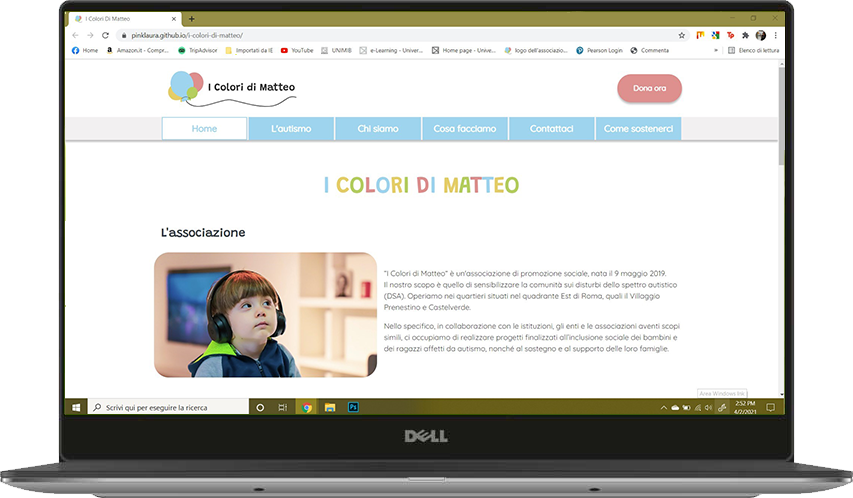 I Colori Di Matteo
pinklaura.github.io/i-colori-di-matteo/
Home
Amazon.it - Compr...
TripAdvisor
Importati da IE
YouTube
UNIMIB
e-Learning - Univer...
Home page - Unive...
logo dell'associazio...
Pearson Login
Commenta
»
Elenco di lettura
I Colori di Matteo
Dona ora
Home
L'autismo
Chi siamo
Cosa facciamo
Contattaci
Come sostenerci
I COLORI DI MATTEO
L'associazione
"I Colori di Matteo" è un'associazione di promozione sociale, nata il 9 maggio 2019.
Il nostro scopo è quello di sensibilizzare la comunità sui disturbi dello spettro autistico
(DSA). Operiamo nei quartieri situati nel quadrante Est di Roma, quali il Villaggio
Prenestino e Castelverde.
Nello specifico, in collaborazione con le istituzioni, gli enti e le associazioni aventi scopi
simili, ci occupiamo di realizzare progetti finalizzati all'inclusione sociale dei bambini e
dei ragazzi affetti da autismo, nonché al sostegno e al supporto delle loro famiglie.
Area Windows Ink
Scrivi qui per eseguire la ricerca
Ps
2:52 PM
4/2/2021
DELL